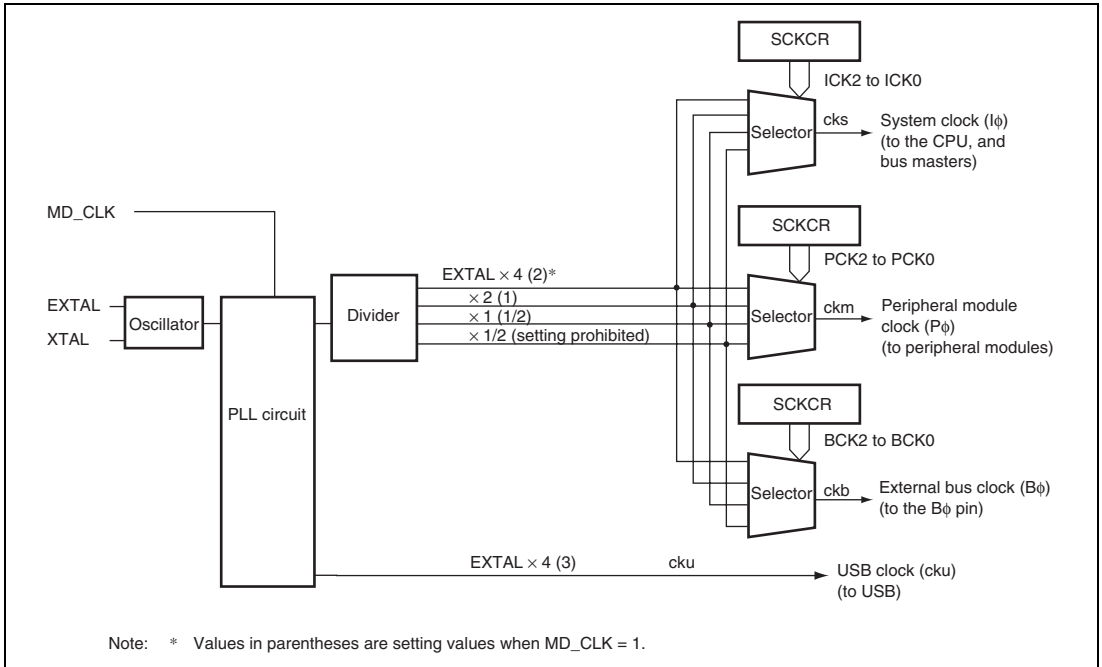 SCKCR
ICK2 to ICK0
Selector
cks
System clock (Iϕ)
(to the CPU, and
bus masters)
MD_CLK
EXTAL
XTAL
Oscillator
PLL circuit
Divider
EXTAL × 4 (2)*
× 2 (1)
× 1 (1/2)
× 1/2 (setting prohibited)
SCKCR
PCK2 to PCK0
Selector
ckm
Peripheral module
clock (Pϕ)
(to peripheral modules)
SCKCR
BCK2 to BCK0
Selector
ckb
External bus clock (Bϕ)
(to the Bϕ pin)
EXTAL × 4 (3)
cku
USB clock (cku)
(to USB)
Note: * Values in parentheses are setting values when MD_CLK = 1.